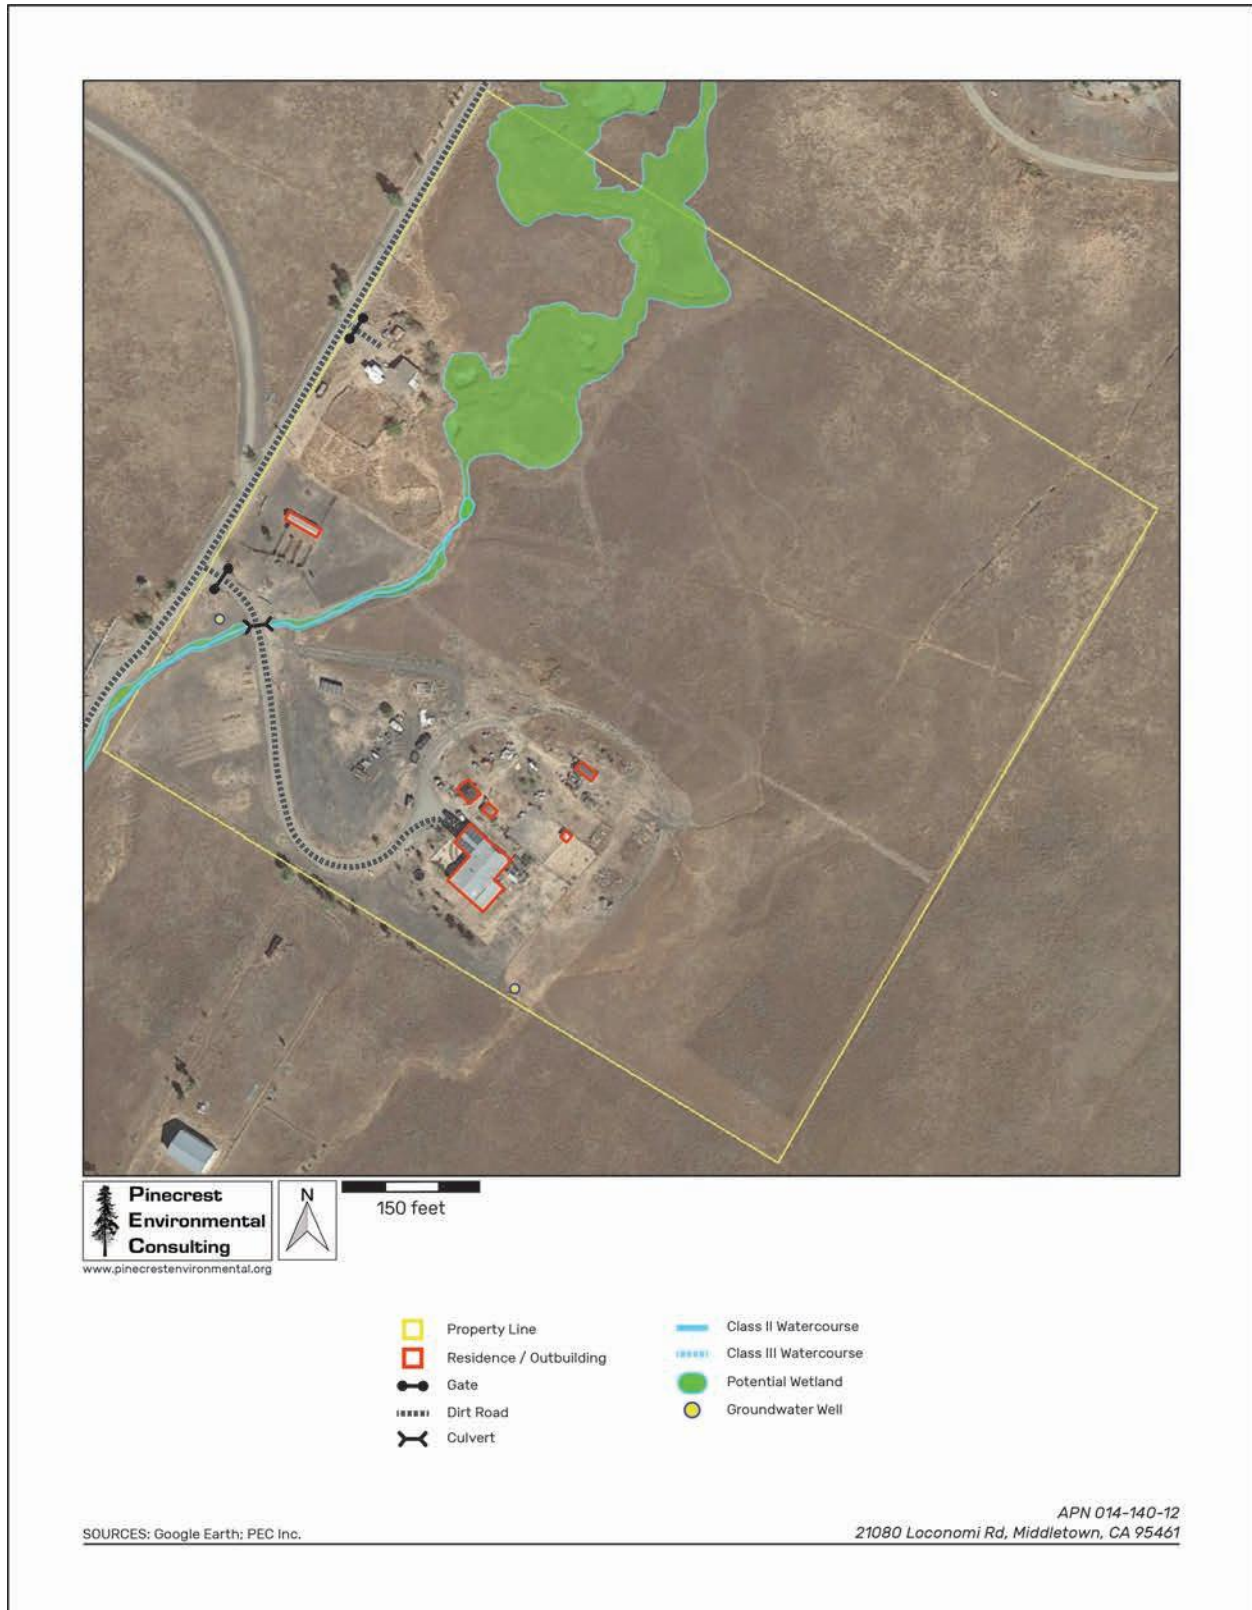 Pinecrest
Environmental
Consulting
www.pinecrestenvironmental.org
N
150 feet
Property Line
Residence / Outbuilding
Gate
Dirt Road
Culvert
Class II Watercourse
Class III Watercourse
Potential Wetland
Groundwater Well
SOURCES: Google Earth; PEC Inc.
APN 014-140-12
21080 Loconomi Rd, Middletown, CA 95461